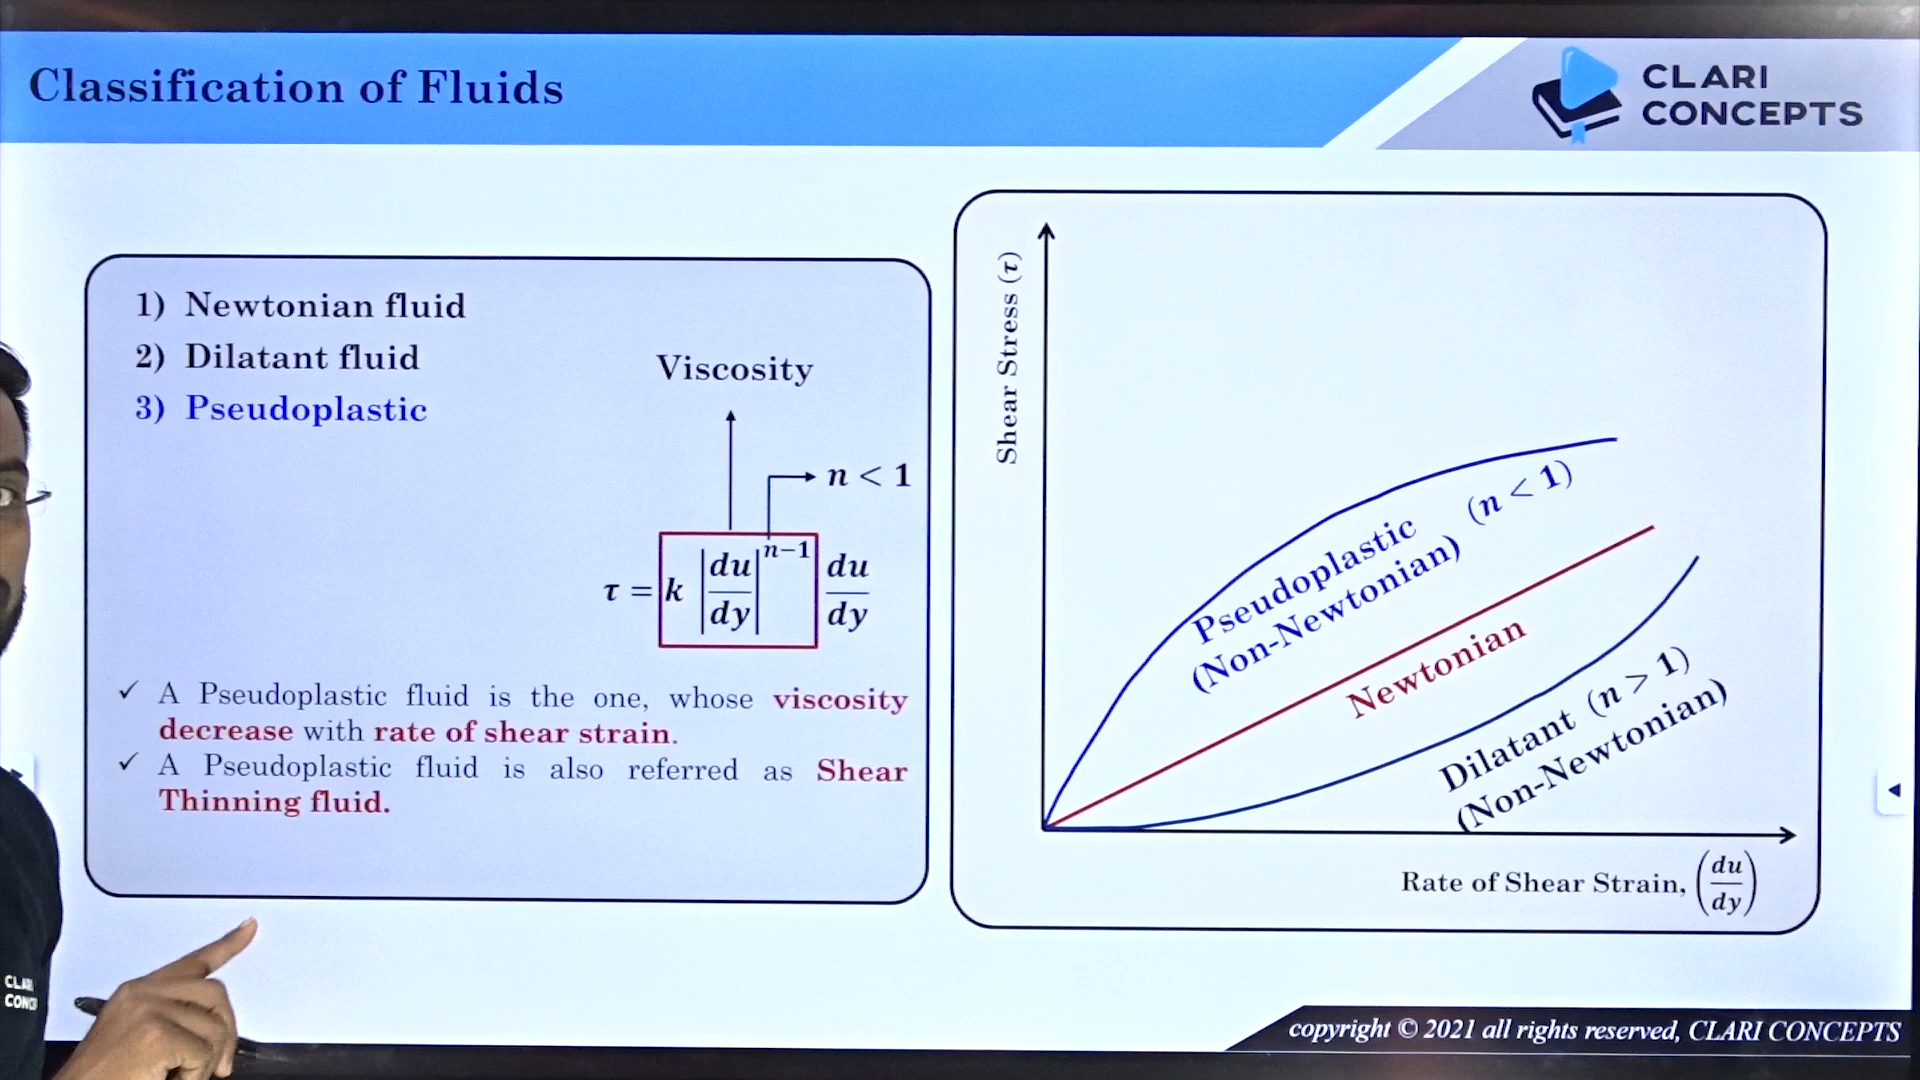 Classification of Fluids
CLARI
CONCEPTS
1) Newtonian fluid
2) Dilatant fluid
3) Pseudoplastic
Viscosity
n < 1
τ = k |du/dy|^{n−1} du/dy
✓ A Pseudoplastic fluid is the one, whose viscosity
decrease with rate of shear strain.
✓ A Pseudoplastic fluid is also referred as Shear
Thinning fluid.
Shear Stress (τ)
Pseudoplastic (n < 1)
(Non-Newtonian)
Newtonian
Dilatant (n > 1)
(Non-Newtonian)
Rate of Shear Strain, (du/dy)
copyright © 2021 all rights reserved, CLARI CONCEPTS